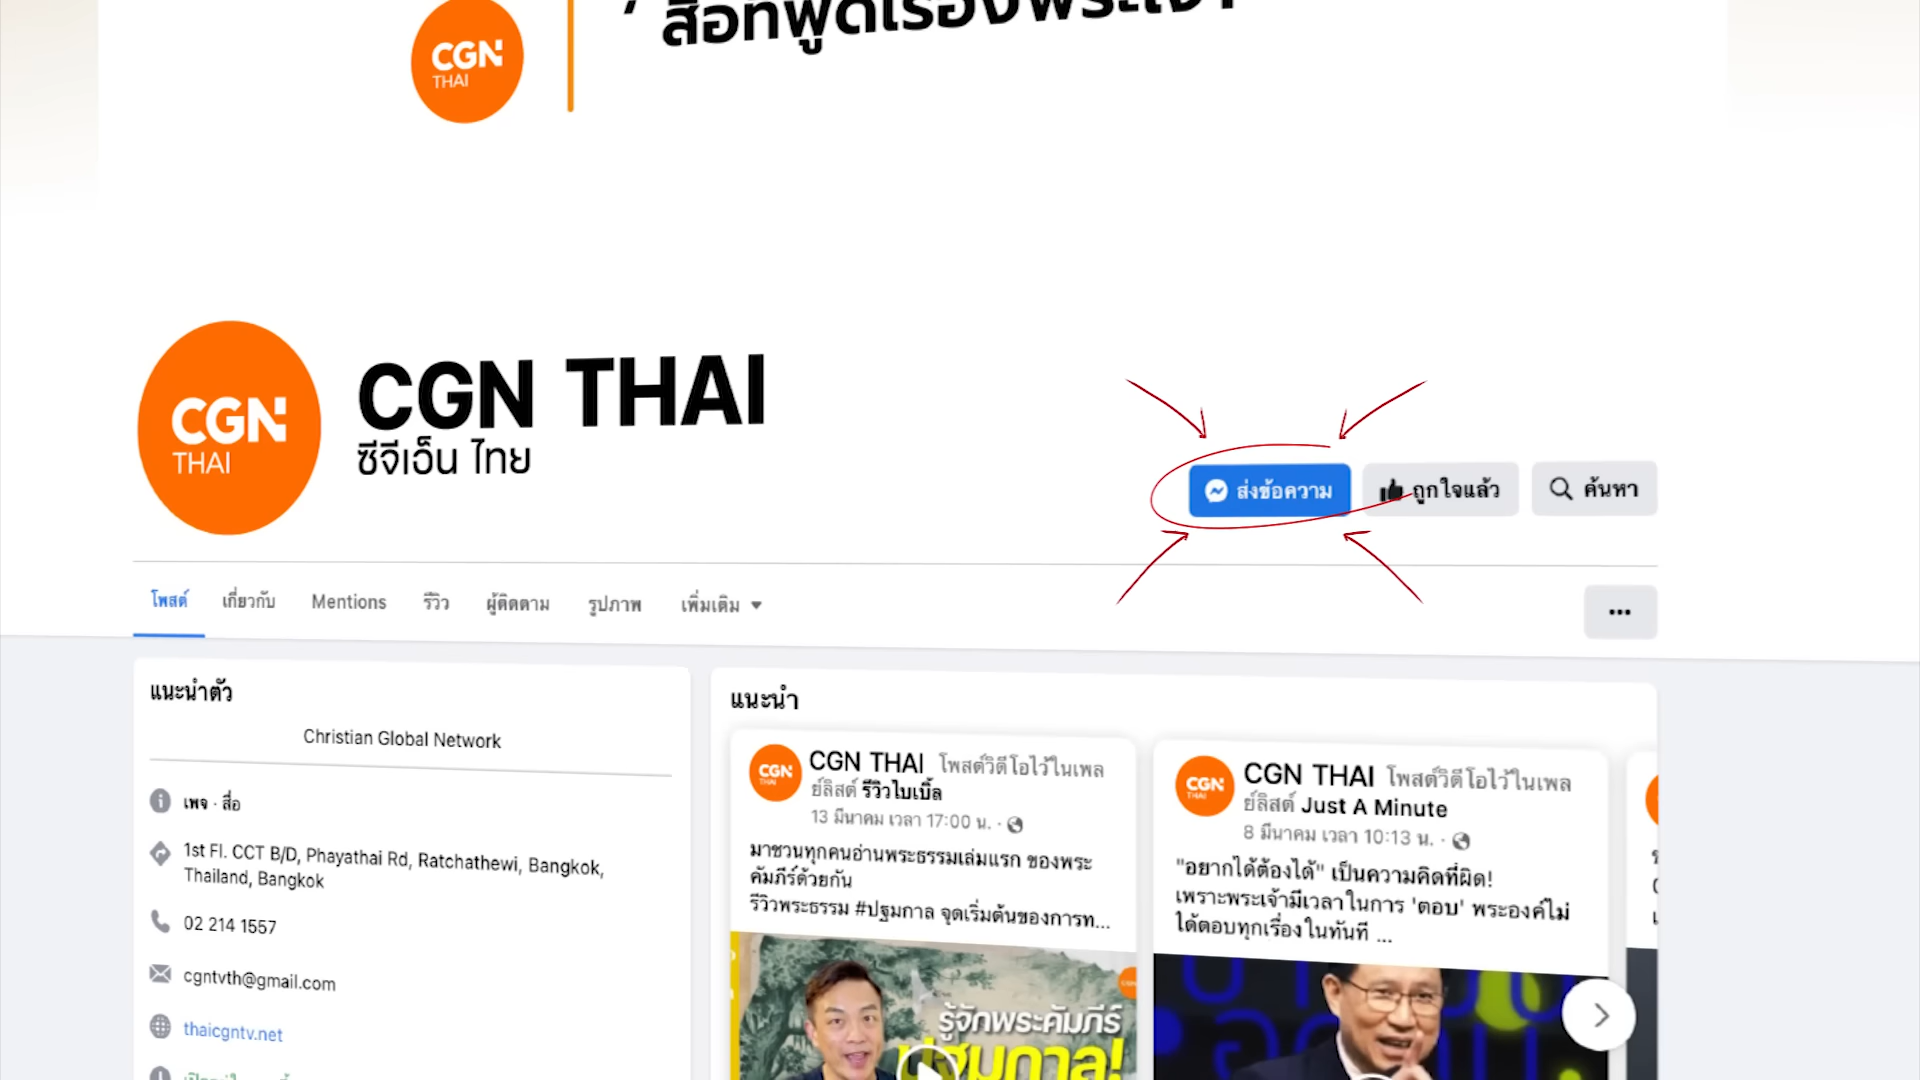 CGN
THAI
CGN
THAI
CGN THAI
ซีจีเอ็น ไทย
ส่งข้อความ
ถูกใจแล้ว
ค้นหา
โพสต์ เกี่ยวกับ Mentions รีวิว ผู้ติดตาม รูปภาพ เพิ่มเติม
แนะนำตัว
Christian Global Network
เพจ · สื่อ
1st Fl. CCT B/D, Phayathai Rd, Ratchathewi, Bangkok,
Thailand, Bangkok
02 214 1557
cgntvth@gmail.com
thaicgntv.net
แนะนำ
CGN
THAI
CGN THAI โพสต์วิดีโอไว้ในเพล
ย์ลิสต์ รีวิวไบเบิ้ล
13 มีนาคม เวลา 17:00 น. ·
มาชวนทุกคนอ่านพระธรรมเล่มแรก ของพระ
คัมภีร์ด้วยกัน
รีวิวพระธรรม #ปฐมกาล จุดเริ่มต้นของการท...
รู้จักพระคัมภีร์
ปฐมกาล!
CGN
THAI
CGN THAI โพสต์วิดีโอไว้ในเพล
ย์ลิสต์ Just A Minute
8 มีนาคม เวลา 10:13 น. ·
"อยากได้ต้องได้" เป็นความคิดที่ผิด!
เพราะพระเจ้ามีเวลาในการ 'ตอบ' พระองค์ไม่
ได้ตอบทุกเรื่องในทันที ...